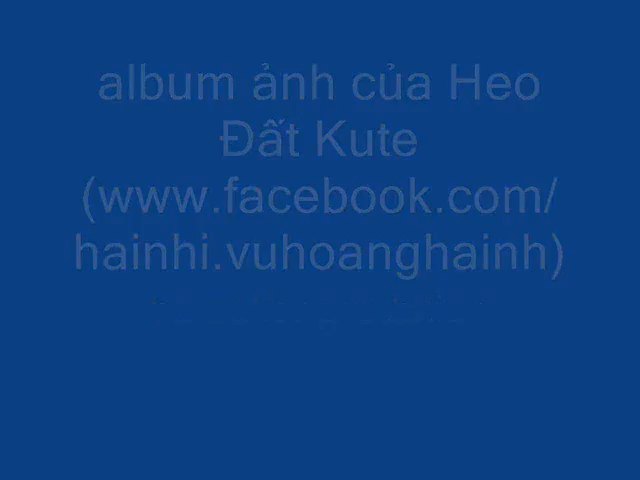 album ảnh của Heo
Đất Kute
(www.facebook.com/
hainhi.vuhoanghainh)